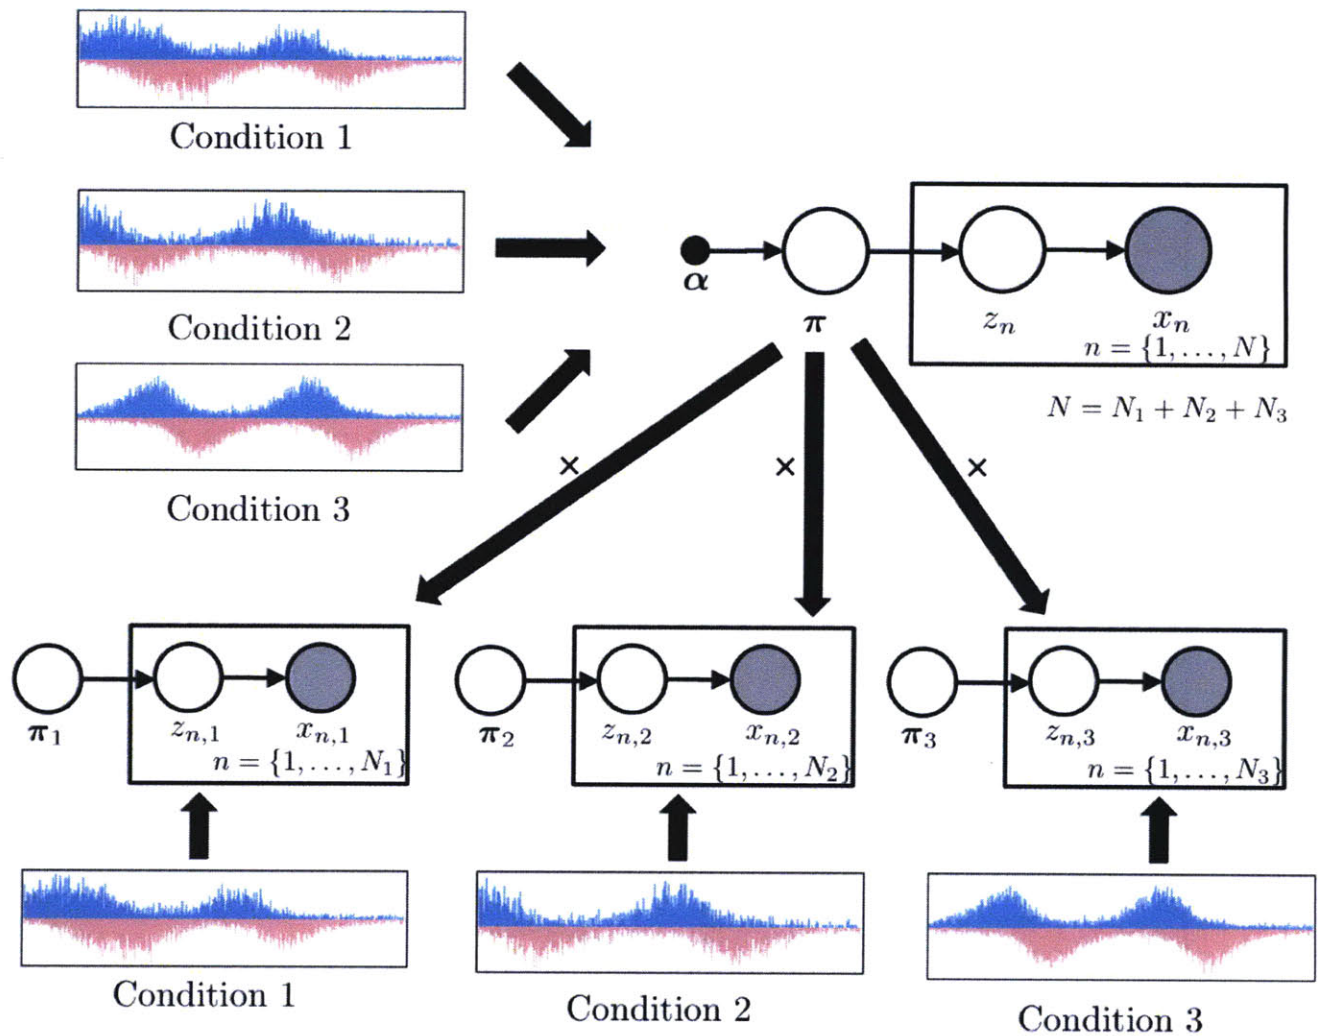 Condition 1
Condition 2
Condition 3
α
π
z_n
x_n
n = {1, . . . , N}
N = N_1 + N_2 + N_3
×
×
×
π_1
z_{n,1}
x_{n,1}
n = {1, . . . , N_1}
π_2
z_{n,2}
x_{n,2}
n = {1, . . . , N_2}
π_3
z_{n,3}
x_{n,3}
n = {1, . . . , N_3}
Condition 1
Condition 2
Condition 3